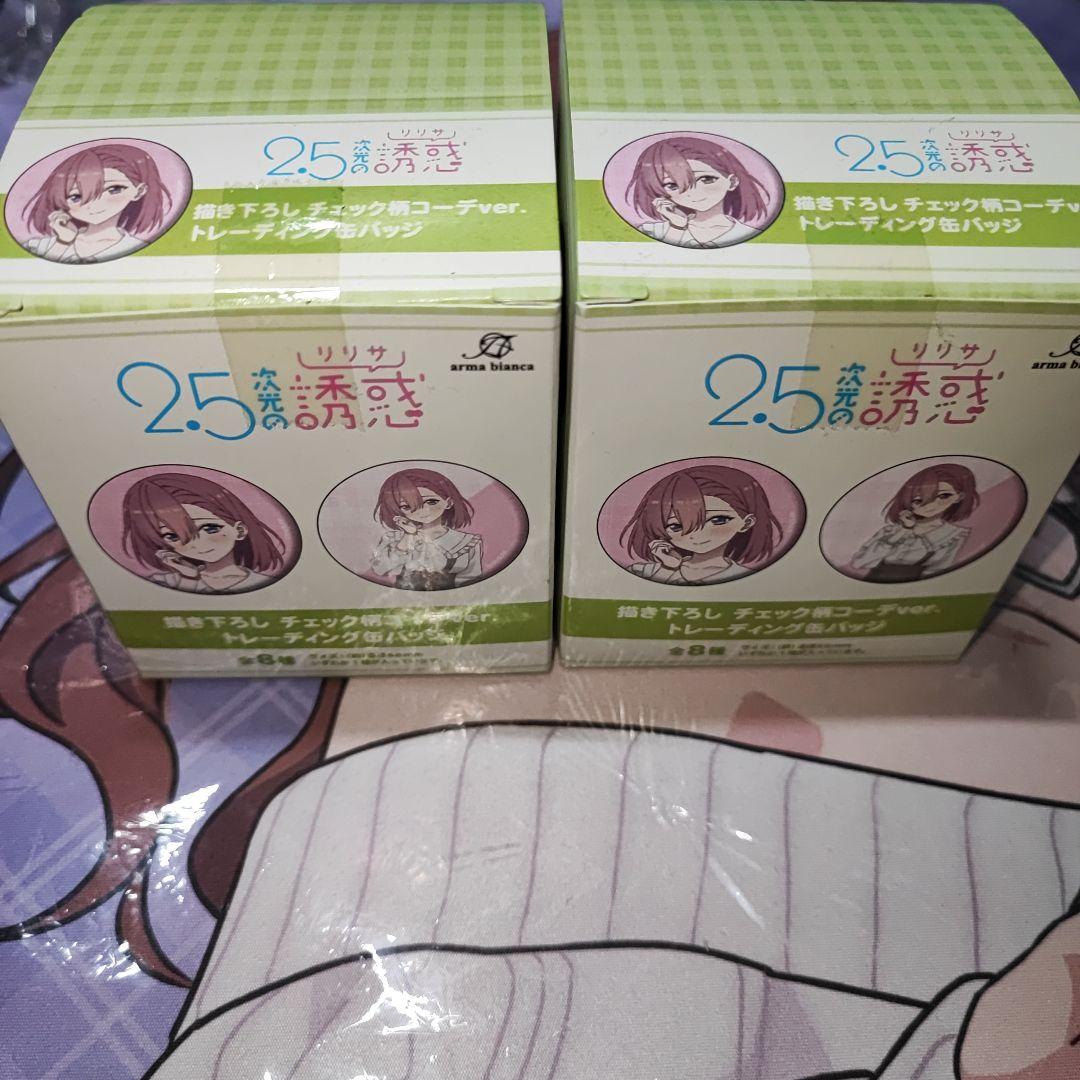 リリサ
2.5次元の誘惑
描き下ろし チェック柄コーデver.
トレーディング缶バッジ
arma bianca
リリサ
2.5次元の誘惑
描き下ろし チェック柄コーデver.
トレーディング缶バッジ
全8種
リリサ
2.5次元の誘惑
描き下ろし チェック柄コーデv
トレーディング缶バッジ
arma bi
リリサ
2.5次元の誘惑
描き下ろし チェック柄コーデver.
トレーディング缶バッジ
全8種